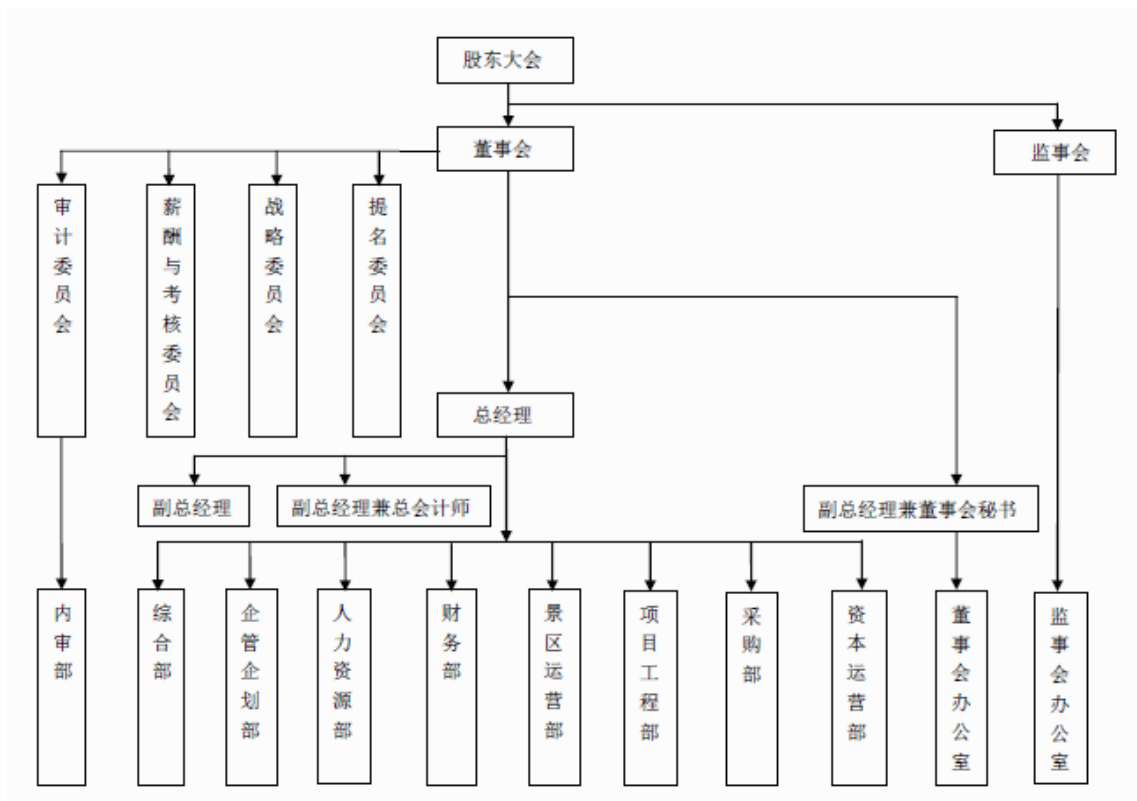 股东大会
董事会
监事会
审计委员会
薪酬与考核委员会
战略委员会
提名委员会
总经理
副总经理
副总经理兼总会计师
副总经理兼董事会秘书
内审部
综合部
企管企划部
人力资源部
财务部
景区运营部
项目工程部
采购部
资本运营部
董事会办公室
监事会办公室